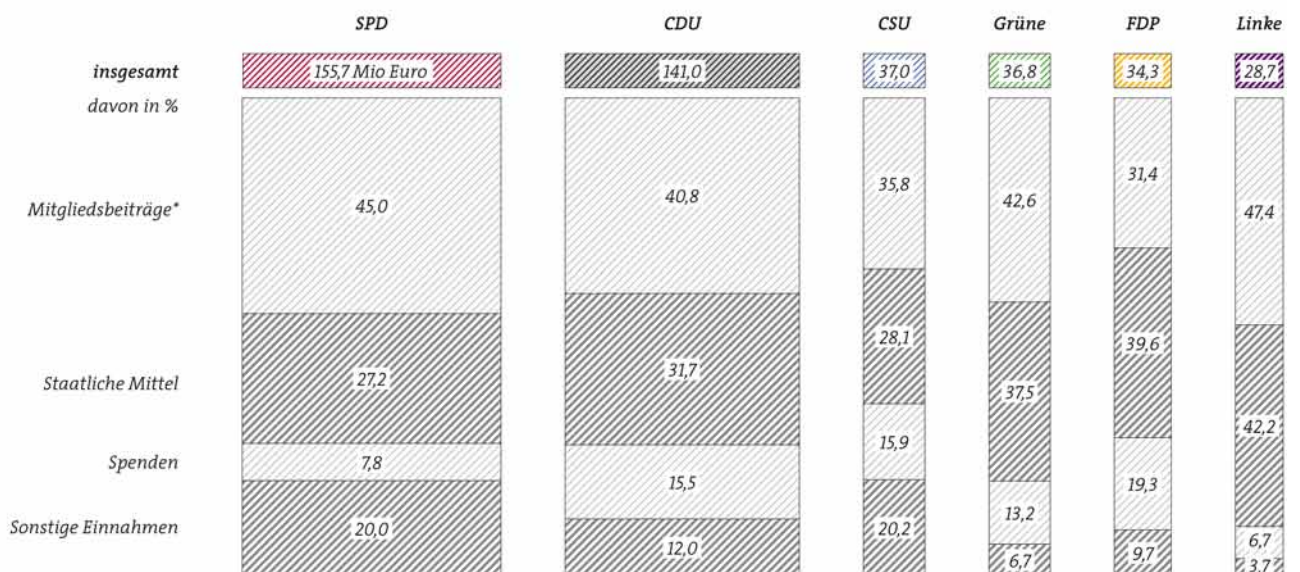 SPD CDU CSU Grüne FDP Linke
insgesamt 155,7 Mio Euro 141,0 37,0 36,8 34,3 28,7
davon in %
Mitgliedsbeiträge* 45,0 40,8 35,8 42,6 31,4 47,4
Staatliche Mittel 27,2 31,7 28,1 37,5 39,6 42,2
Spenden 7,8 15,5 15,9 13,2 19,3 6,7
Sonstige Einnahmen 20,0 12,0 20,2 6,7 9,7 3,7